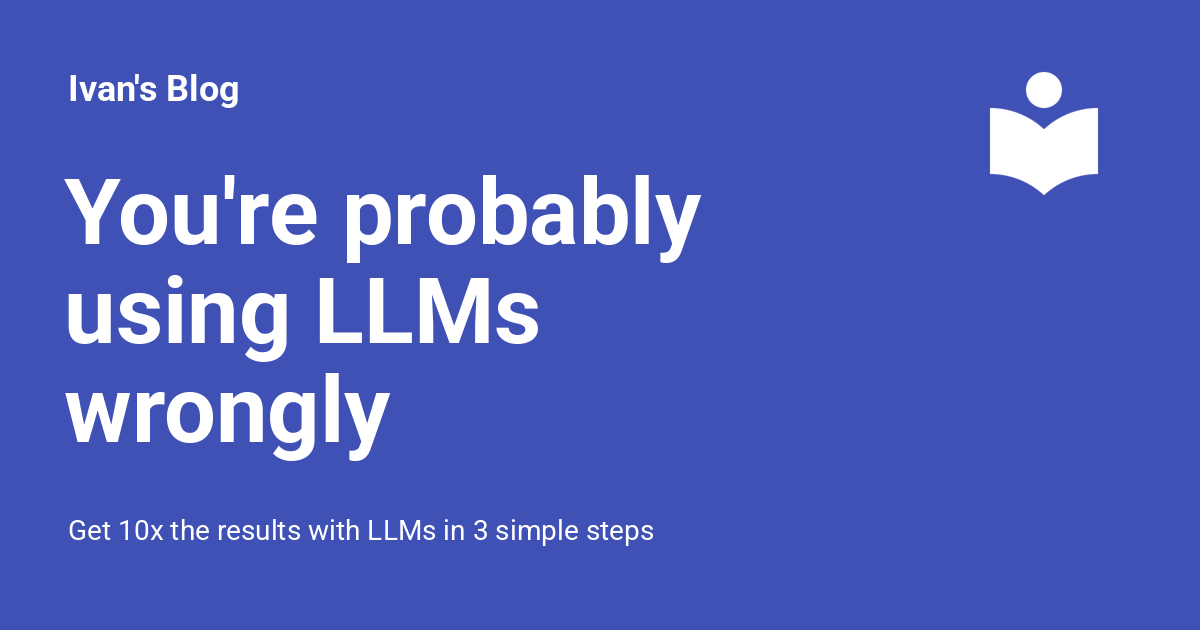 Ivan's Blog
You're probably
using LLMs
wrongly
Get 10x the results with LLMs in 3 simple steps